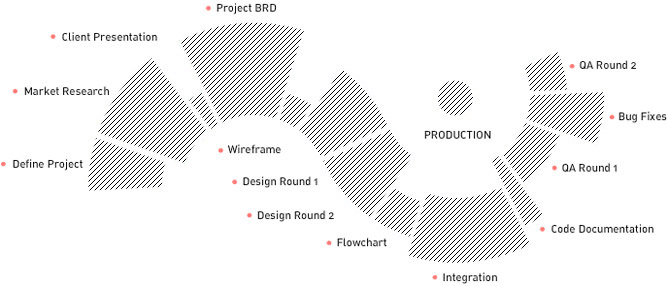 Project BRD
Client Presentation
Market Research
Define Project
Wireframe
Design Round 1
Design Round 2
Flowchart
Integration
Code Documentation
QA Round 1
Bug Fixes
QA Round 2
PRODUCTION